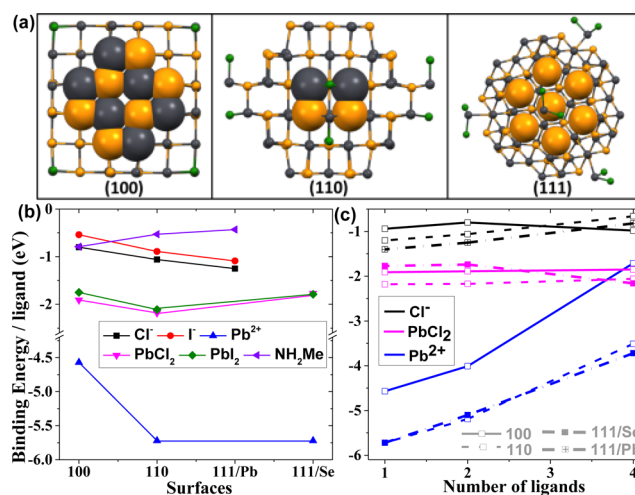 (a)
(100)
(110)
(111)
(b)
(c)
Binding Energy / ligand (eV)
0
-1
-2
-4.5
-5.0
-5.5
-6.0
100
110
111/Pb
111/Se
Surfaces
Cl⁻
I⁻
Pb²⁺
PbCl₂
PbI₂
NH₂Me
-1
-2
-3
-4
-5
-6
1
2
3
4
Number of ligands
Cl⁻
PbCl₂
Pb²⁺
100
111/Se
110
111/Pb